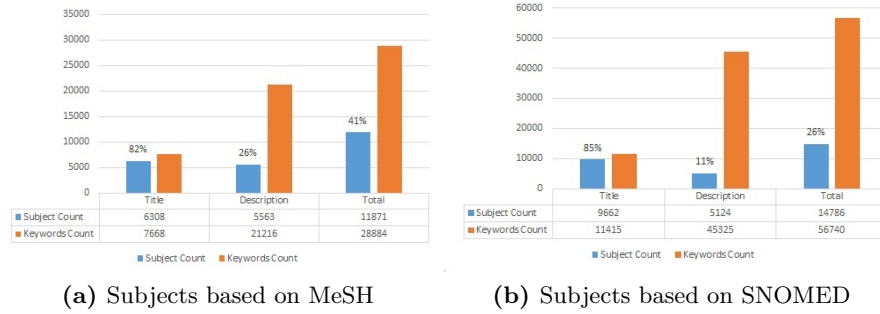 35000
30000
25000
20000
15000
10000
5000
0
82%
26%
41%
Title Description Total
Subject Count 6308 5563 11871
Keywords Count 7668 21216 28884
Subject Count Keywords Count
(a) Subjects based on MeSH
60000
50000
40000
30000
20000
10000
0
85%
11%
26%
Title Description Total
Subject Count 9662 5124 14786
Keywords Count 11415 45325 56740
Subject Count Keywords Count
(b) Subjects based on SNOMED